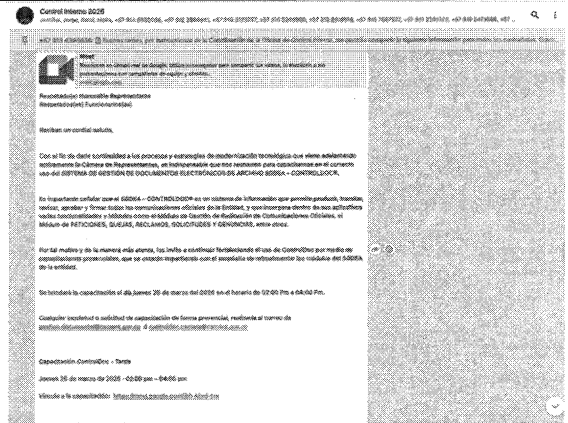 Control Interno 2026
Meet
Respetado(a) Honorable Representante
Respetados(as) Funcionarios(as)
Reciban un cordial saludo,
Con el fin de darle continuidad a los procesos y estrategias de modernización tecnológica que viene adelantando
activamente la Cámara de Representantes, es indispensable que nos reunamos para capacitarnos en el correcto
uso del SISTEMA DE GESTIÓN DE DOCUMENTOS ELECTRÓNICOS DE ARCHIVO SGDEA – CONTROLDOC®.
Es importante señalar que el SGDEA – CONTROLDOC® es un sistema de información que permite producir, tramitar,
revisar, aprobar y firmar todas las comunicaciones oficiales de la Entidad, y que incorpora dentro de sus aplicativos
varias funcionalidades y Módulos como el Módulo de Gestión de Radicación de Comunicaciones Oficiales, el
Módulo de PETICIONES, QUEJAS, RECLAMOS, SOLICITUDES Y DENUNCIAS, entre otros.
Por tal motivo y de la manera más atenta, los invito a continuar fortaleciendo el uso de ControlDoc por medio de
capacitaciones presenciales, que se estarán impartiendo con el propósito de retroalimentar los módulos del SGDEA
de la entidad.
Se brindará la capacitación el día jueves 26 de marzo del 2026 en el horario de 02:00 Pm a 04:00 Pm.
Cualquier inquietud o solicitud de capacitación de forma presencial, realizarla al correo de
Capacitación ControlDoc – Tarde
Jueves 26 de marzo de 2026 · 02:00 pm – 04:00 pm
Vínculo a la capacitación: